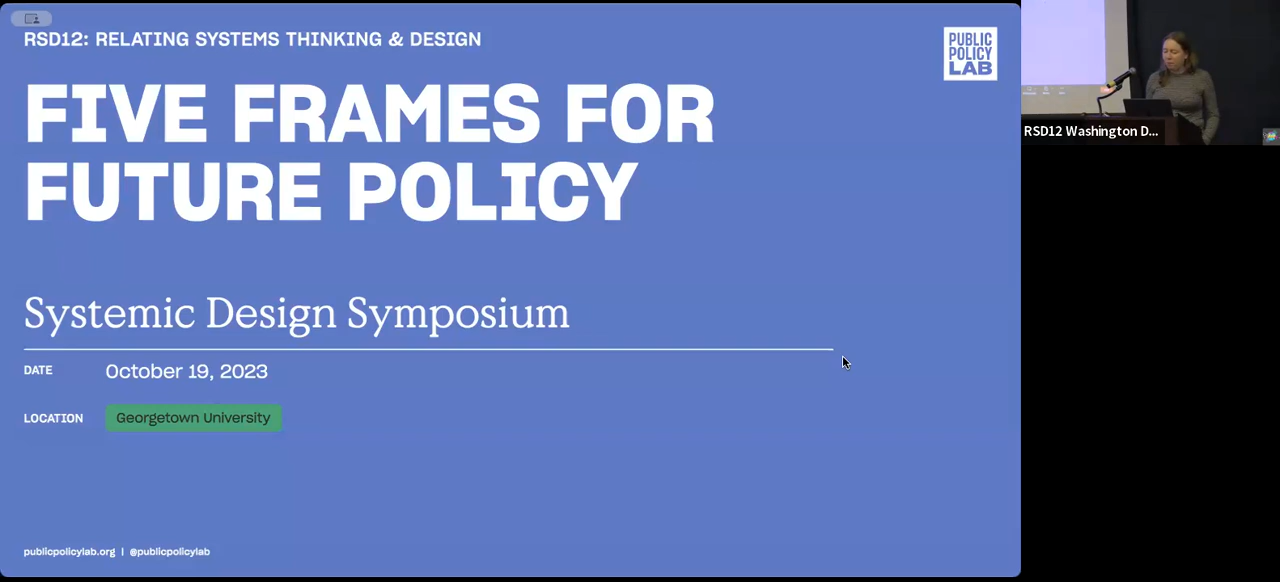 RSD12: RELATING SYSTEMS THINKING & DESIGN
PUBLIC
POLICY
LAB
FIVE FRAMES FOR
FUTURE POLICY
Systemic Design Symposium
DATE
October 19, 2023
LOCATION
Georgetown University
publicpolicylab.org | @publicpolicylab
RSD12 Washington D...